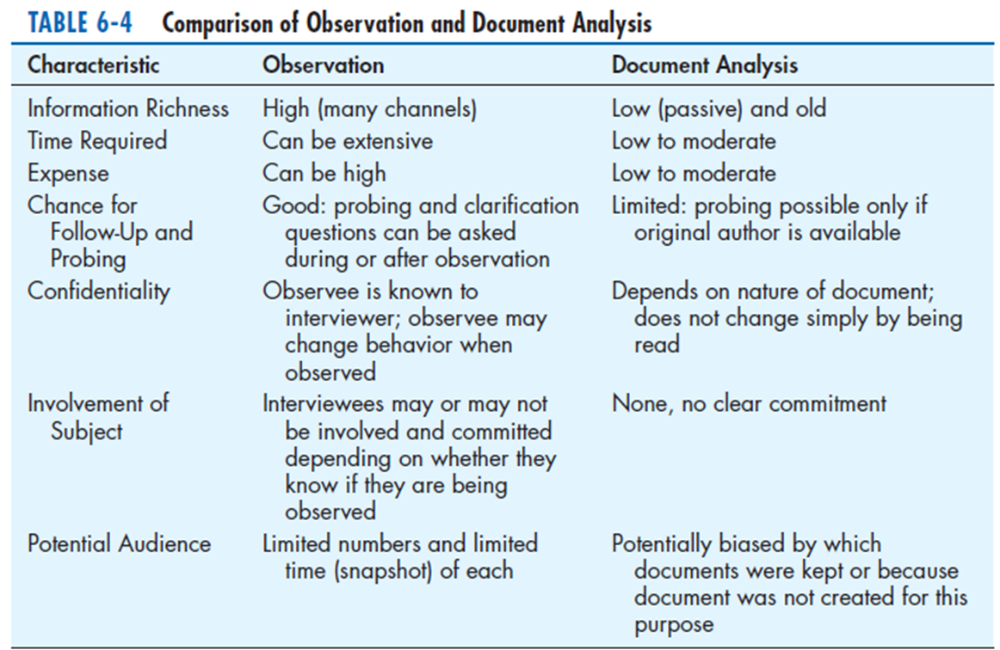 TABLE 6-4 Comparison of Observation and Document Analysis
Characteristic Observation Document Analysis
Information Richness High (many channels) Low (passive) and old
Time Required Can be extensive Low to moderate
Expense Can be high Low to moderate
Chance for Good: probing and clarification Limited: probing possible only if
Follow-Up and questions can be asked original author is available
Probing during or after observation
Confidentiality Observee is known to Depends on nature of document;
interviewer; observee may does not change simply by being
change behavior when read
observed
Involvement of Interviewees may or may not None, no clear commitment
Subject be involved and committed
depending on whether they
know if they are being
observed
Potential Audience Limited numbers and limited Potentially biased by which
time (snapshot) of each documents were kept or because
document was not created for this
purpose